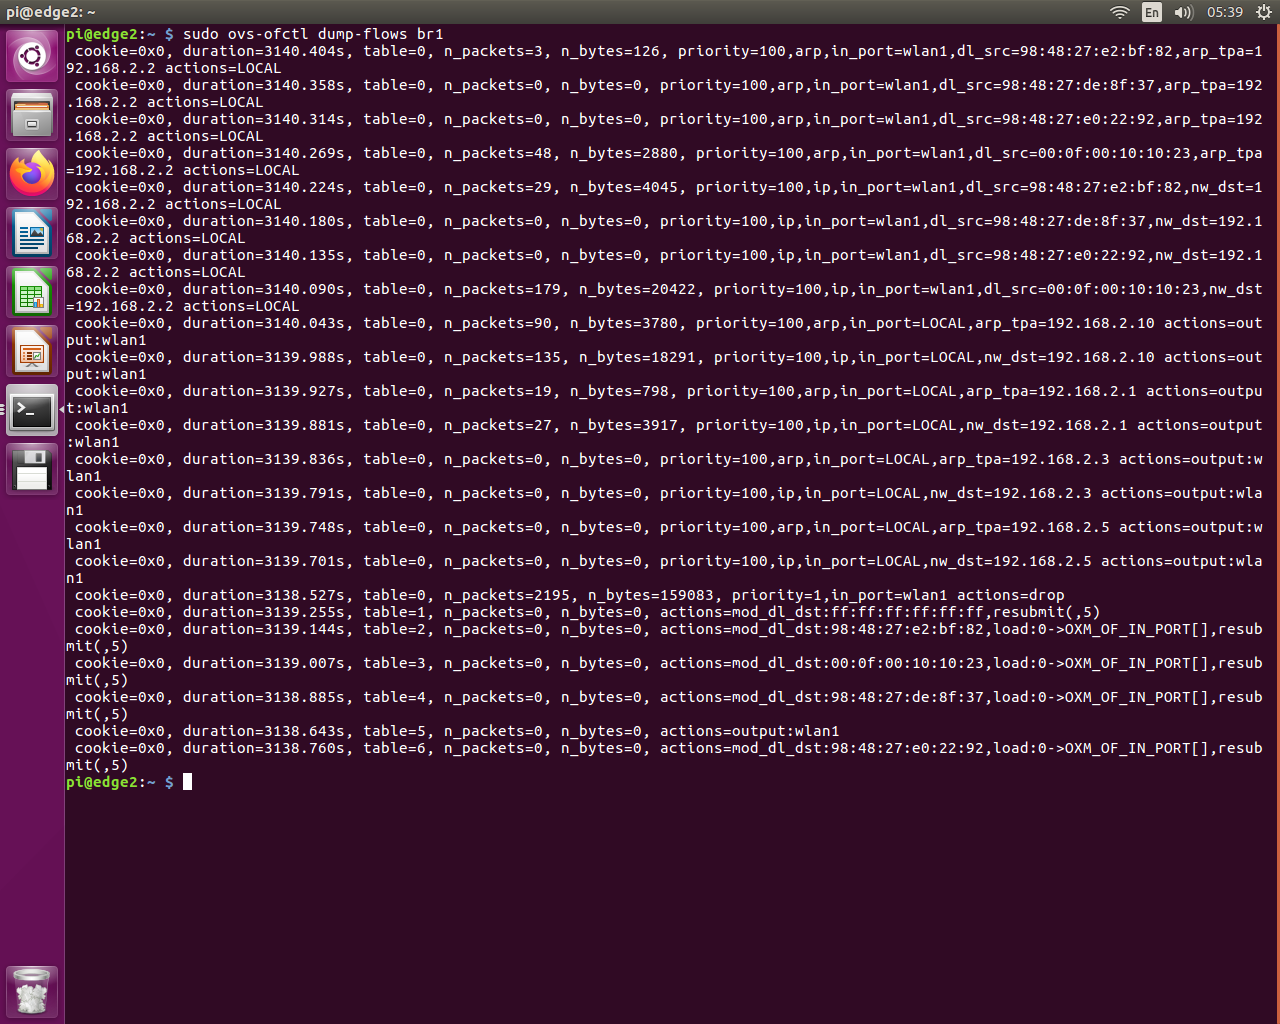 pi@edge2: ~
En
05:39
pi@edge2:~ $ sudo ovs-ofctl dump-flows br1
 cookie=0x0, duration=3140.404s, table=0, n_packets=3, n_bytes=126, priority=100,arp,in_port=wlan1,dl_src=98:48:27:e2:bf:82,arp_tpa=1
92.168.2.2 actions=LOCAL
 cookie=0x0, duration=3140.358s, table=0, n_packets=0, n_bytes=0, priority=100,arp,in_port=wlan1,dl_src=98:48:27:de:8f:37,arp_tpa=192
.168.2.2 actions=LOCAL
 cookie=0x0, duration=3140.314s, table=0, n_packets=0, n_bytes=0, priority=100,arp,in_port=wlan1,dl_src=98:48:27:e0:22:92,arp_tpa=192
.168.2.2 actions=LOCAL
 cookie=0x0, duration=3140.269s, table=0, n_packets=48, n_bytes=2880, priority=100,arp,in_port=wlan1,dl_src=00:0f:00:10:10:23,arp_tpa
=192.168.2.2 actions=LOCAL
 cookie=0x0, duration=3140.224s, table=0, n_packets=29, n_bytes=4045, priority=100,ip,in_port=wlan1,dl_src=98:48:27:e2:bf:82,nw_dst=1
92.168.2.2 actions=LOCAL
 cookie=0x0, duration=3140.180s, table=0, n_packets=0, n_bytes=0, priority=100,ip,in_port=wlan1,dl_src=98:48:27:de:8f:37,nw_dst=192.1
68.2.2 actions=LOCAL
 cookie=0x0, duration=3140.135s, table=0, n_packets=0, n_bytes=0, priority=100,ip,in_port=wlan1,dl_src=98:48:27:e0:22:92,nw_dst=192.1
68.2.2 actions=LOCAL
 cookie=0x0, duration=3140.090s, table=0, n_packets=179, n_bytes=20422, priority=100,ip,in_port=wlan1,dl_src=00:0f:00:10:10:23,nw_dst
=192.168.2.2 actions=LOCAL
 cookie=0x0, duration=3140.043s, table=0, n_packets=90, n_bytes=3780, priority=100,arp,in_port=LOCAL,arp_tpa=192.168.2.10 actions=out
put:wlan1
 cookie=0x0, duration=3139.988s, table=0, n_packets=135, n_bytes=18291, priority=100,ip,in_port=LOCAL,nw_dst=192.168.2.10 actions=out
put:wlan1
 cookie=0x0, duration=3139.927s, table=0, n_packets=19, n_bytes=798, priority=100,arp,in_port=LOCAL,arp_tpa=192.168.2.1 actions=outpu
t:wlan1
 cookie=0x0, duration=3139.881s, table=0, n_packets=27, n_bytes=3917, priority=100,ip,in_port=LOCAL,nw_dst=192.168.2.1 actions=output
:wlan1
 cookie=0x0, duration=3139.836s, table=0, n_packets=0, n_bytes=0, priority=100,arp,in_port=LOCAL,arp_tpa=192.168.2.3 actions=output:w
lan1
 cookie=0x0, duration=3139.791s, table=0, n_packets=0, n_bytes=0, priority=100,ip,in_port=LOCAL,nw_dst=192.168.2.3 actions=output:wla
n1
 cookie=0x0, duration=3139.748s, table=0, n_packets=0, n_bytes=0, priority=100,arp,in_port=LOCAL,arp_tpa=192.168.2.5 actions=output:w
lan1
 cookie=0x0, duration=3139.701s, table=0, n_packets=0, n_bytes=0, priority=100,ip,in_port=LOCAL,nw_dst=192.168.2.5 actions=output:wla
n1
 cookie=0x0, duration=3138.527s, table=0, n_packets=2195, n_bytes=159083, priority=1,in_port=wlan1 actions=drop
 cookie=0x0, duration=3139.255s, table=1, n_packets=0, n_bytes=0, actions=mod_dl_dst:ff:ff:ff:ff:ff:ff,resubmit(,5)
 cookie=0x0, duration=3139.144s, table=2, n_packets=0, n_bytes=0, actions=mod_dl_dst:98:48:27:e2:bf:82,load:0->OXM_OF_IN_PORT[],resub
mit(,5)
 cookie=0x0, duration=3139.007s, table=3, n_packets=0, n_bytes=0, actions=mod_dl_dst:00:0f:00:10:10:23,load:0->OXM_OF_IN_PORT[],resub
mit(,5)
 cookie=0x0, duration=3138.885s, table=4, n_packets=0, n_bytes=0, actions=mod_dl_dst:98:48:27:de:8f:37,load:0->OXM_OF_IN_PORT[],resub
mit(,5)
 cookie=0x0, duration=3138.643s, table=5, n_packets=0, n_bytes=0, actions=output:wlan1
 cookie=0x0, duration=3138.760s, table=6, n_packets=0, n_bytes=0, actions=mod_dl_dst:98:48:27:e0:22:92,load:0->OXM_OF_IN_PORT[],resub
mit(,5)
pi@edge2:~ $